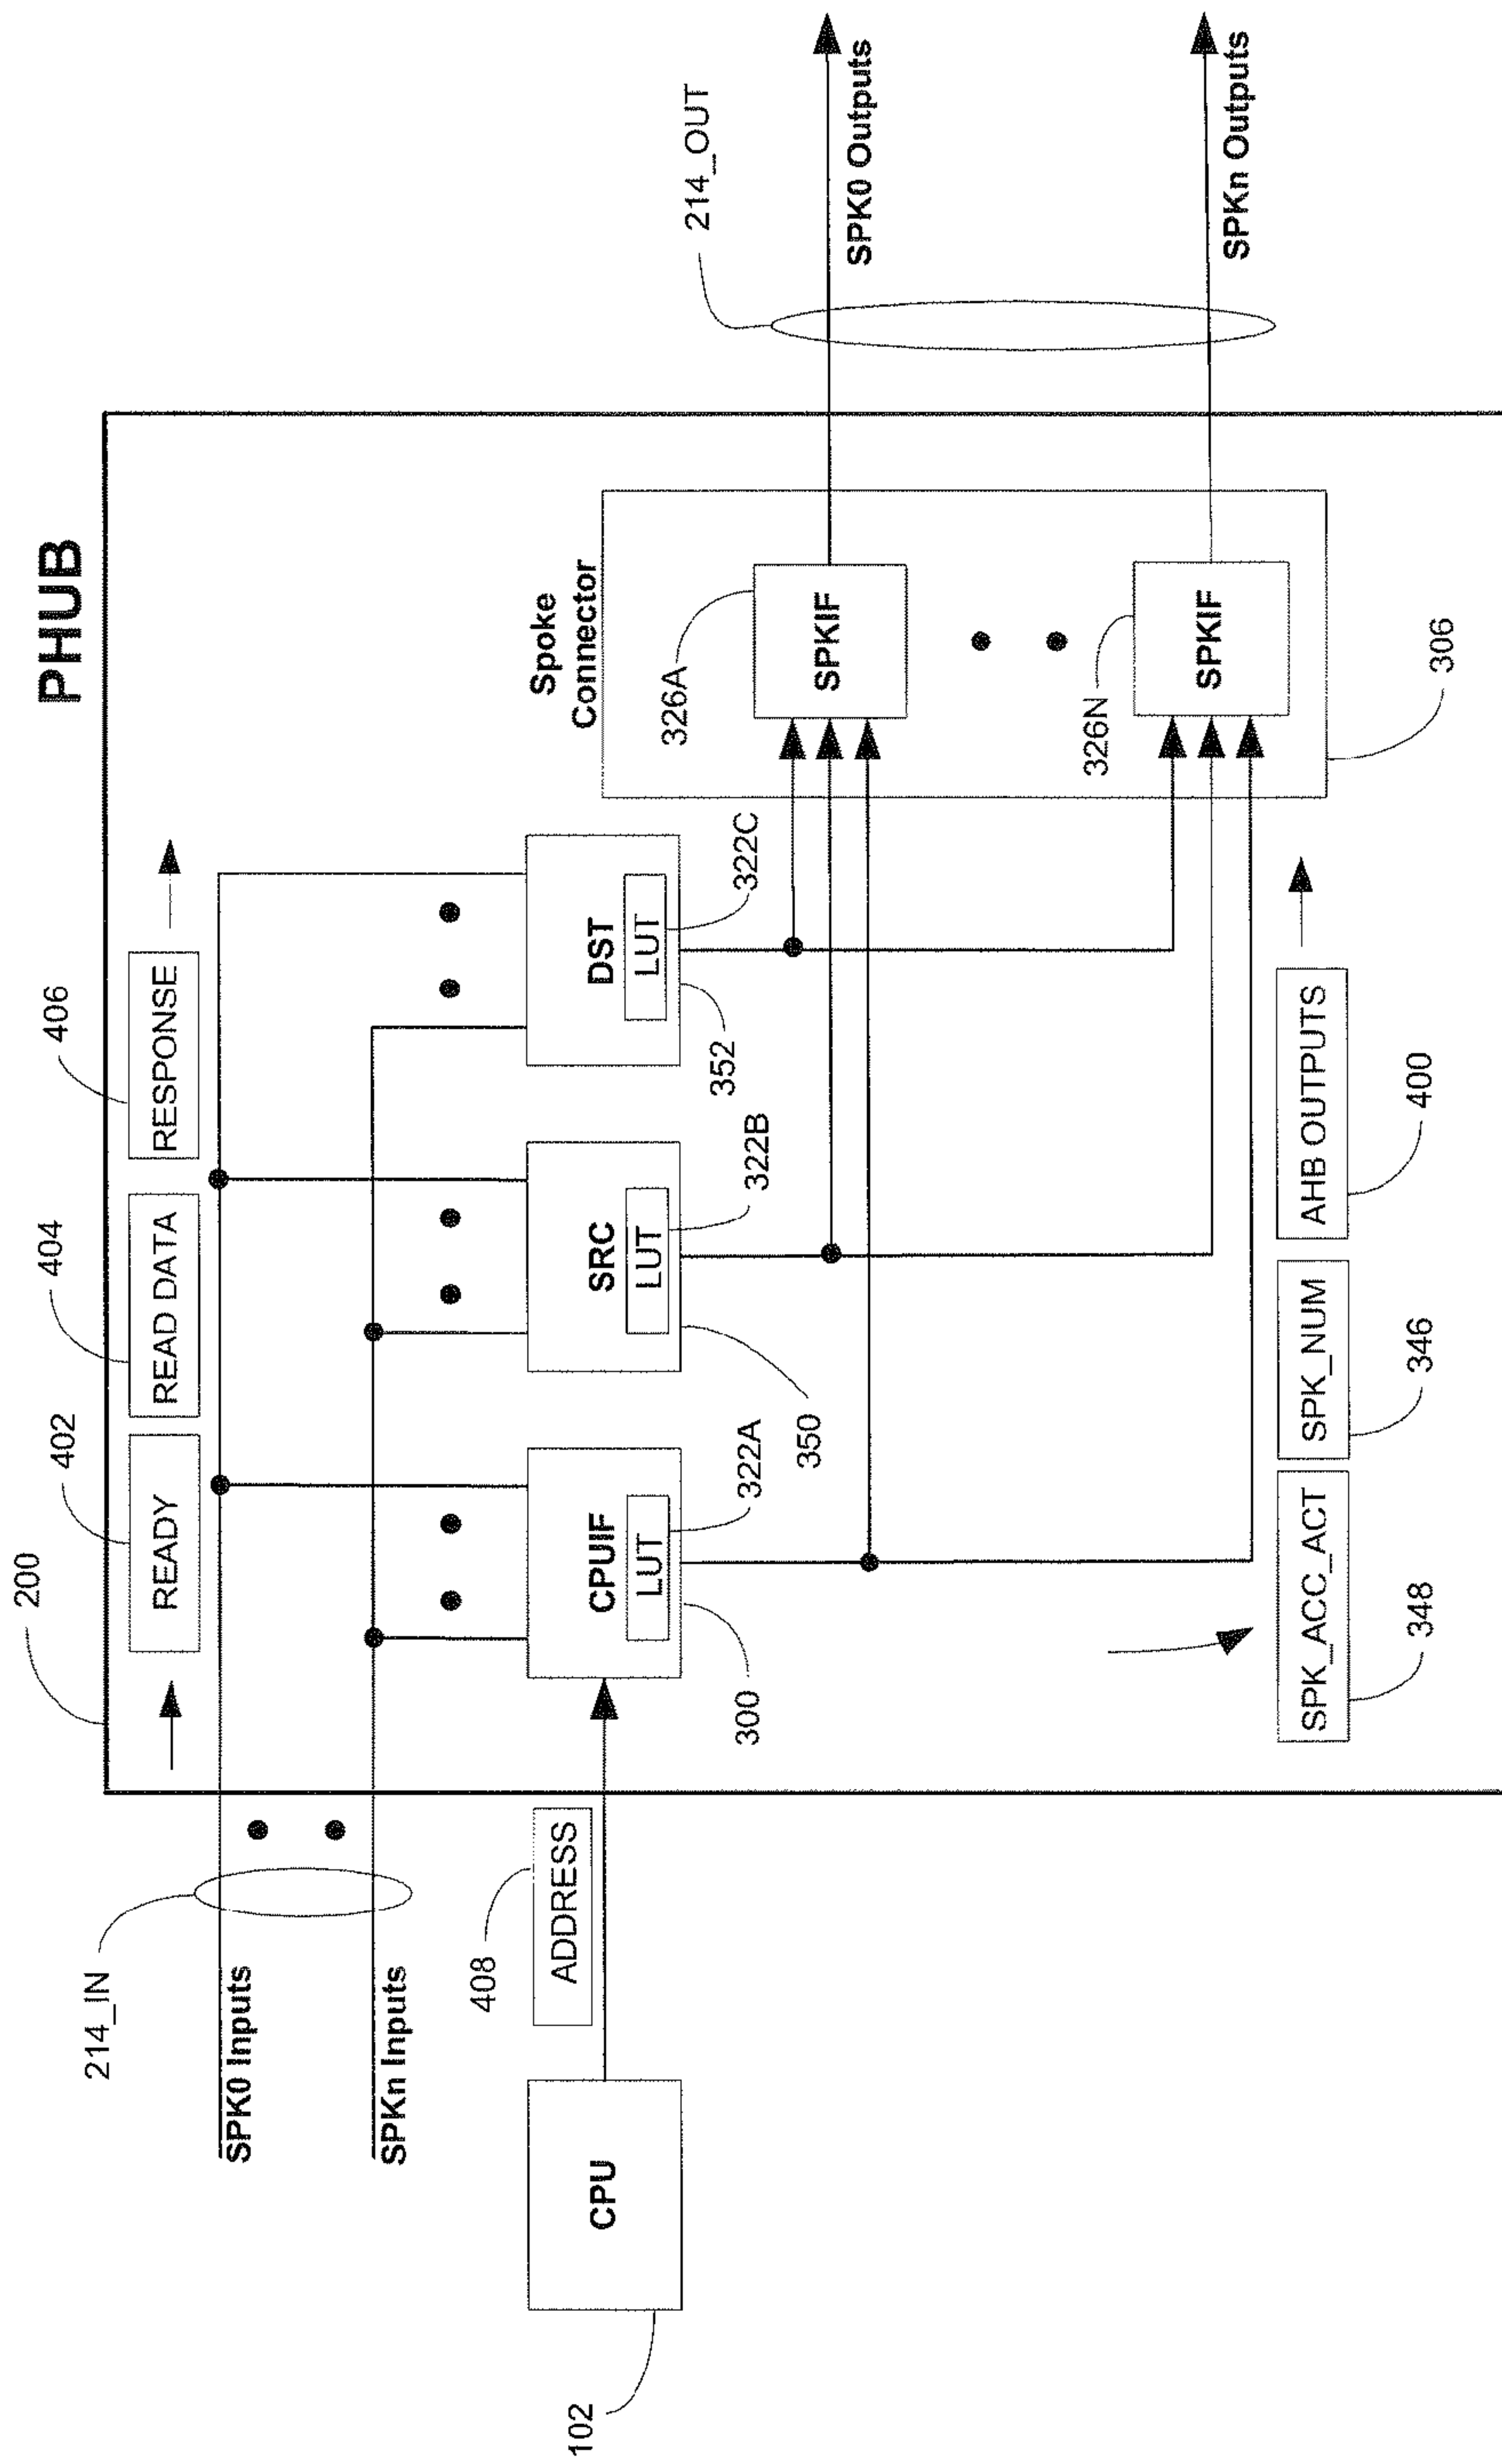 PHUB
200
402
404
406
READY
READ DATA
RESPONSE
214_IN
SPK0 Inputs
SPKn Inputs
214_OUT
SPK0 Outputs
SPKn Outputs
408
ADDRESS
CPU
102
CPUIF
LUT
322A
300
SRC
LUT
322B
350
DST
LUT
322C
352
Spoke
Connector
326A
SPKIF
326N
SPKIF
306
SPK_ACC_ACT
SPK_NUM
AHB OUTPUTS
348
346
400